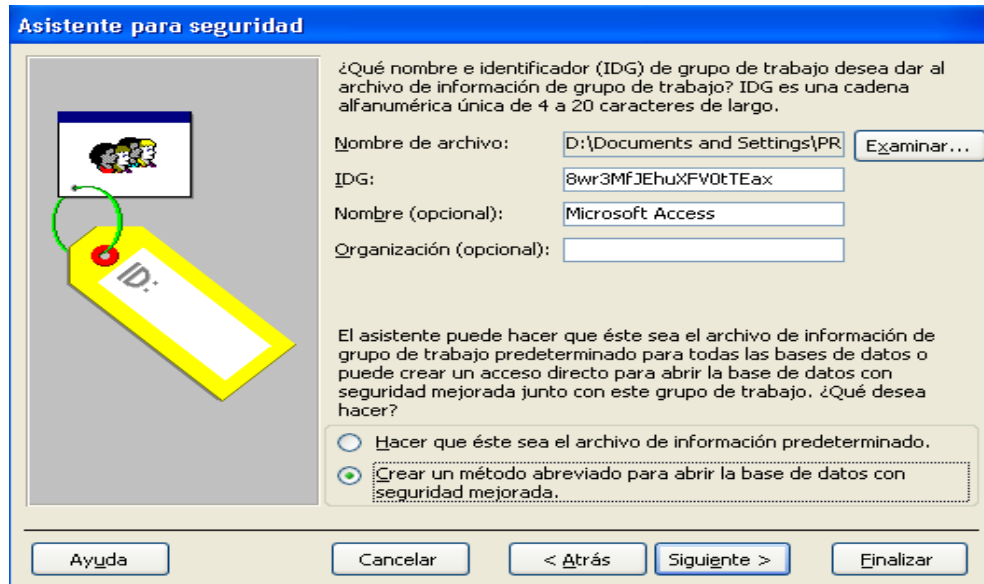 Asistente para seguridad
¿Qué nombre e identificador (IDG) de grupo de trabajo desea dar al
archivo de información de grupo de trabajo? IDG es una cadena
alfanumérica única de 4 a 20 caracteres de largo.
Nombre de archivo:
D:\Documents and Settings\PR
Examinar...
IDG:
8wr3MfJEhuXFV0tTEax
Nombre (opcional):
Microsoft Access
Organización (opcional):
ID:
El asistente puede hacer que éste sea el archivo de información de
grupo de trabajo predeterminado para todas las bases de datos o
puede crear un acceso directo para abrir la base de datos con
seguridad mejorada junto con este grupo de trabajo. ¿Qué desea
hacer?
Hacer que éste sea el archivo de información predeterminado.
Crear un método abreviado para abrir la base de datos con
seguridad mejorada.
Ayuda
Cancelar
< Atrás
Siguiente >
Finalizar